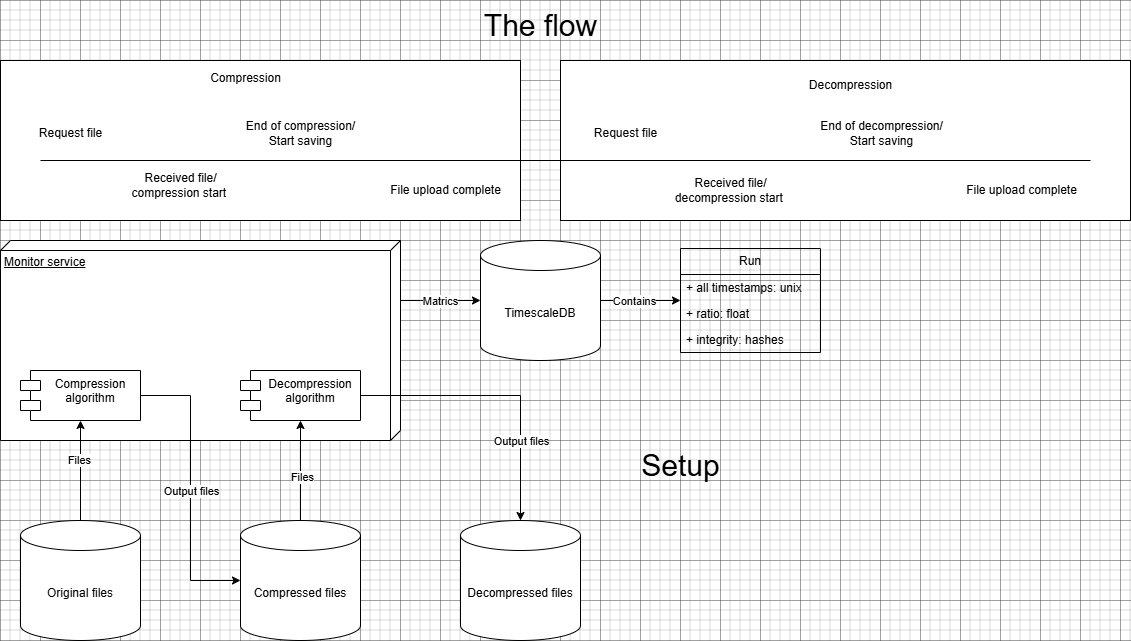 The flow
Compression
Request file
End of compression/
Start saving
Received file/
compression start
File upload complete
Decompression
Request file
End of decompression/
Start saving
Received file/
decompression start
File upload complete
Monitor service
Matrics
TimescaleDB
Contains
Run
+ all timestamps: unix
+ ratio: float
+ integrity: hashes
Compression
algorithm
Decompression
algorithm
Output files
Files
Files
Output files
Setup
Original files
Compressed files
Decompressed files